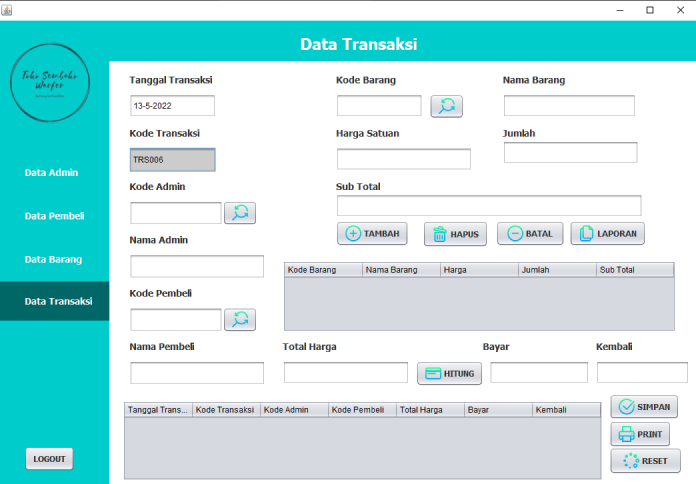 Data Transaksi
Toko Sembako
Data Admin
Data Pembeli
Data Barang
Data Transaksi
LOGOUT
Tanggal Transaksi
13-5-2022
Kode Transaksi
TRS006
Kode Admin
Nama Admin
Kode Pembeli
Nama Pembeli
Kode Barang
Nama Barang
Harga Satuan
Jumlah
Sub Total
TAMBAH
HAPUS
BATAL
LAPORAN
Kode Barang Nama Barang Harga Jumlah Sub Total
Total Harga
HITUNG
Bayar
Kembali
Tanggal Trans... Kode Transaksi Kode Admin Kode Pembeli Total Harga Bayar Kembali
SIMPAN
PRINT
RESET